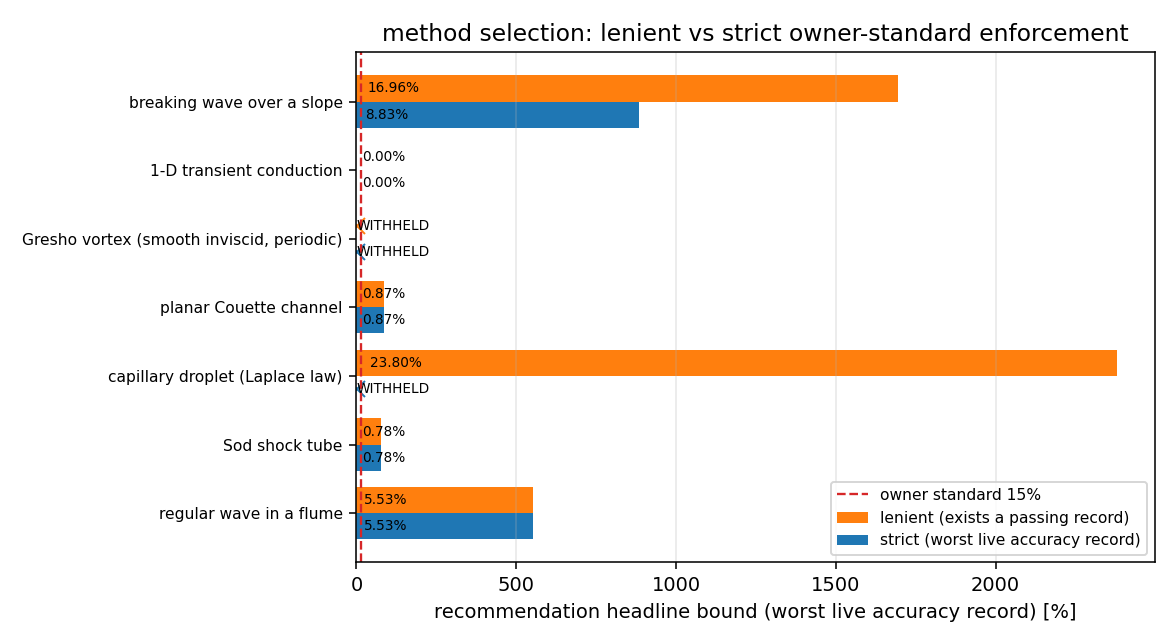 method selection: lenient vs strict owner-standard enforcement
breaking wave over a slope
16.96%
8.83%
1-D transient conduction
0.00%
0.00%
Gresho vortex (smooth inviscid, periodic)
WITHHELD
WITHHELD
planar Couette channel
0.87%
0.87%
capillary droplet (Laplace law)
23.80%
WITHHELD
Sod shock tube
0.78%
0.78%
regular wave in a flume
5.53%
5.53%
owner standard 15%
lenient (exists a passing record)
strict (worst live accuracy record)
0 500 1000 1500 2000
recommendation headline bound (worst live accuracy record) [%]